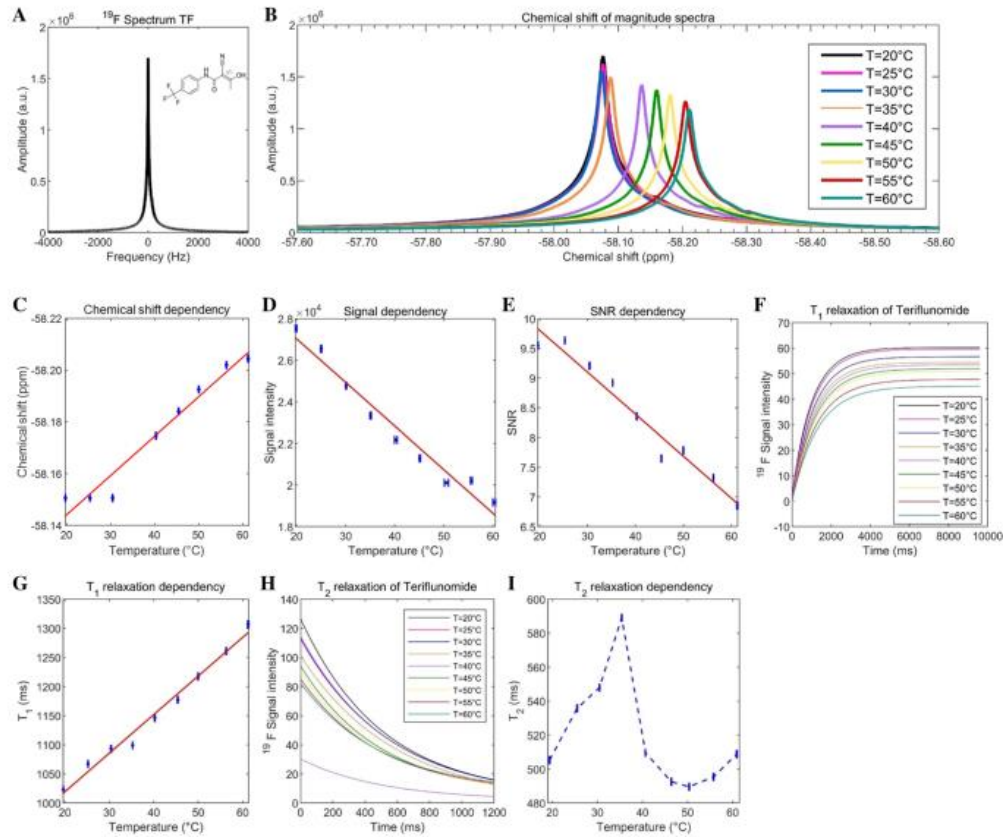 A
¹⁹F Spectrum TF
Amplitude (a.u.)
×10⁶
2
1.5
1
0.5
0
-4000 -2000 0 2000 4000
Frequency (Hz)
N
H
N
OH
O
F
F
F
B
Chemical shift of magnitude spectra
Amplitude (a.u.)
×10⁶
2
1.5
1
0.5
0
-57.60 -57.70 -57.90 -58.00 -58.10 -58.20 -58.30 -58.40 -58.50 -58.60
Chemical shift (ppm)
T=20°C
T=25°C
T=30°C
T=35°C
T=40°C
T=45°C
T=50°C
T=55°C
T=60°C
C
Chemical shift dependency
Chemical shift (ppm)
-58.22
-58.20
-58.18
-58.16
-58.14
20 30 40 50 60
Temperature (°C)
D
Signal dependency
Signal intensity
×10⁴
2.8
2.6
2.4
2.2
2
1.8
20 30 40 50 60
Temperature (°C)
E
SNR dependency
SNR
10
9.5
9
8.5
8
7.5
7
6.5
20 30 40 50 60
Temperature (°C)
F
T₁ relaxation of Teriflunomide
¹⁹F Signal intensity
70
60
50
40
30
20
10
0
0 2000 4000 6000 8000 10000
Time (ms)
T=20°C
T=25°C
T=30°C
T=35°C
T=40°C
T=45°C
T=50°C
T=55°C
T=60°C
G
T₁ relaxation dependency
T₁ (ms)
1350
1300
1250
1200
1150
1100
1050
1000
20 30 40 50 60
Temperature (°C)
H
T₂ relaxation of Teriflunomide
¹⁹F Signal intensity
140
120
100
80
60
40
20
0
0 200 400 600 800 1000 1200
Time (ms)
T=20°C
T=25°C
T=30°C
T=35°C
T=40°C
T=45°C
T=50°C
T=55°C
T=60°C
I
T₂ relaxation dependency
T₂ (ms)
600
580
560
540
520
500
480
20 30 40 50 60
Temperature (°C)